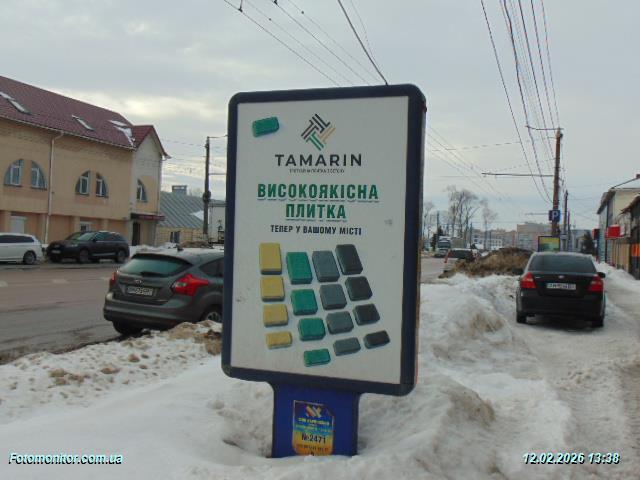 TAMARIN
ВИСОКОЯКІСНА
ПЛИТКА
ТЕПЕР У ВАШОМУ МІСТІ
№2471
Fotomonitor.com.ua
12.02.2026 13:38